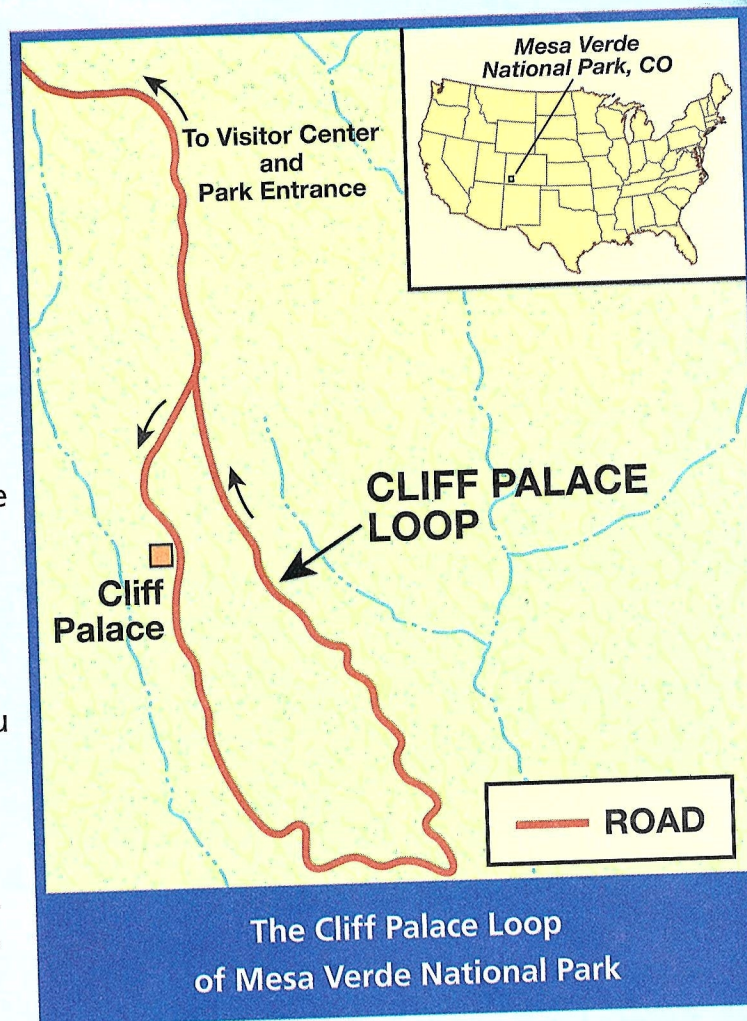 Mesa Verde
National Park, CO
To Visitor Center
and
Park Entrance
CLIFF PALACE
LOOP
Cliff
Palace
ROAD
The Cliff Palace Loop
of Mesa Verde National Park